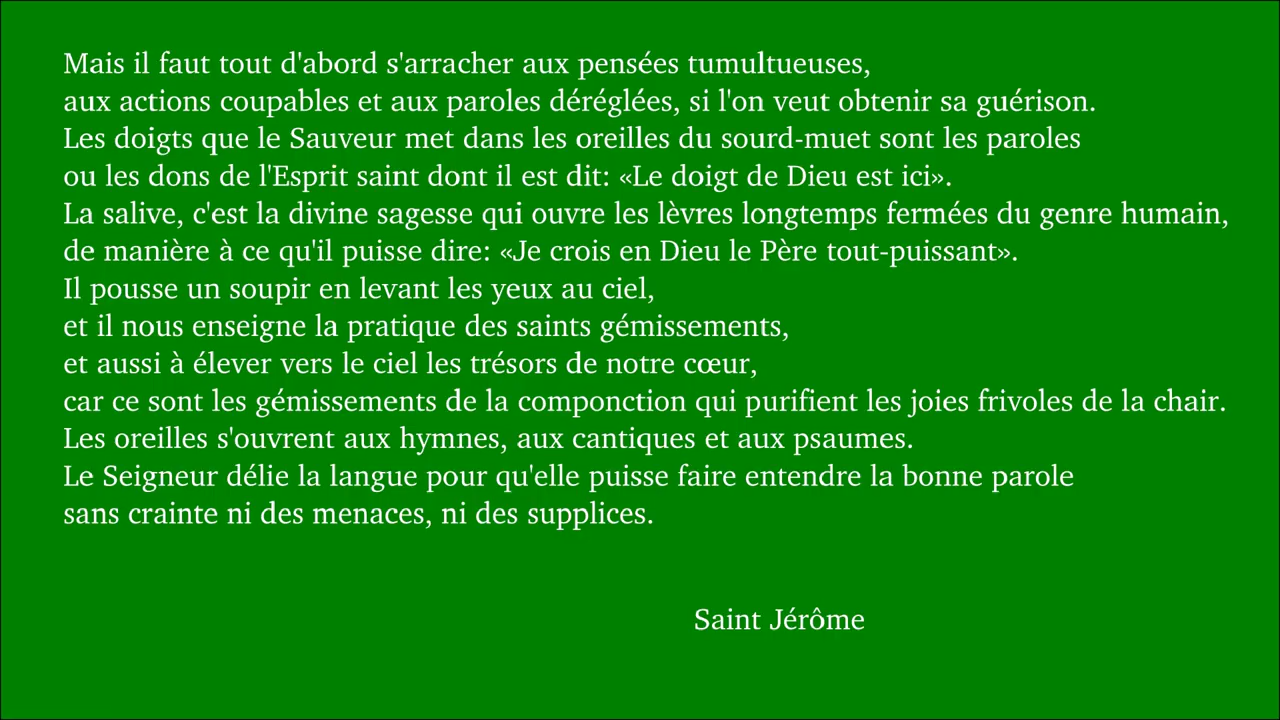 Mais il faut tout d'abord s'arracher aux pensées tumultueuses,
aux actions coupables et aux paroles déréglées, si l'on veut obtenir sa guérison.
Les doigts que le Sauveur met dans les oreilles du sourd-muet sont les paroles
ou les dons de l'Esprit saint dont il est dit: «Le doigt de Dieu est ici».
La salive, c'est la divine sagesse qui ouvre les lèvres longtemps fermées du genre humain,
de manière à ce qu'il puisse dire: «Je crois en Dieu le Père tout-puissant».
Il pousse un soupir en levant les yeux au ciel,
et il nous enseigne la pratique des saints gémissements,
et aussi à élever vers le ciel les trésors de notre cœur,
car ce sont les gémissements de la componction qui purifient les joies frivoles de la chair.
Les oreilles s'ouvrent aux hymnes, aux cantiques et aux psaumes.
Le Seigneur délie la langue pour qu'elle puisse faire entendre la bonne parole
sans crainte ni des menaces, ni des supplices.
Saint Jérôme